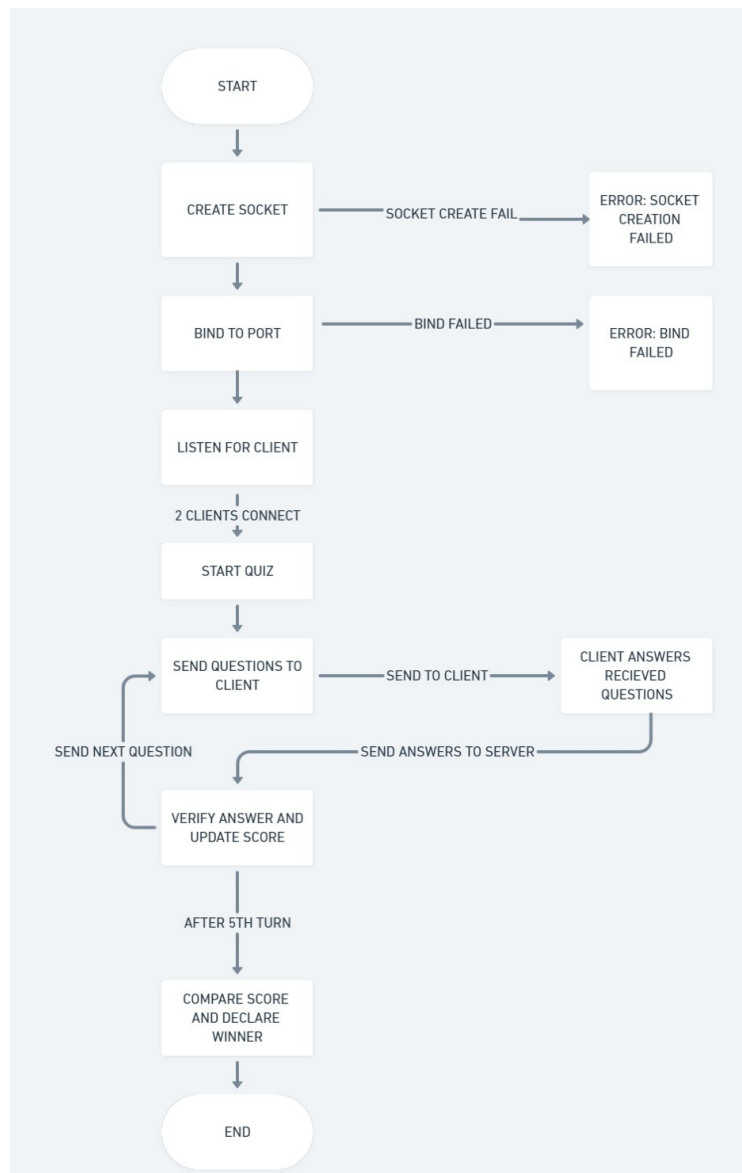 START
CREATE SOCKET
SOCKET CREATE FAIL
ERROR: SOCKET
CREATION
FAILED
BIND TO PORT
BIND FAILED
ERROR: BIND
FAILED
LISTEN FOR CLIENT
2 CLIENTS CONNECT
START QUIZ
SEND QUESTIONS TO
CLIENT
SEND TO CLIENT
CLIENT ANSWERS
RECIEVED
QUESTIONS
SEND NEXT QUESTION
SEND ANSWERS TO SERVER
VERIFY ANSWER AND
UPDATE SCORE
AFTER 5TH TURN
COMPARE SCORE
AND DECLARE
WINNER
END